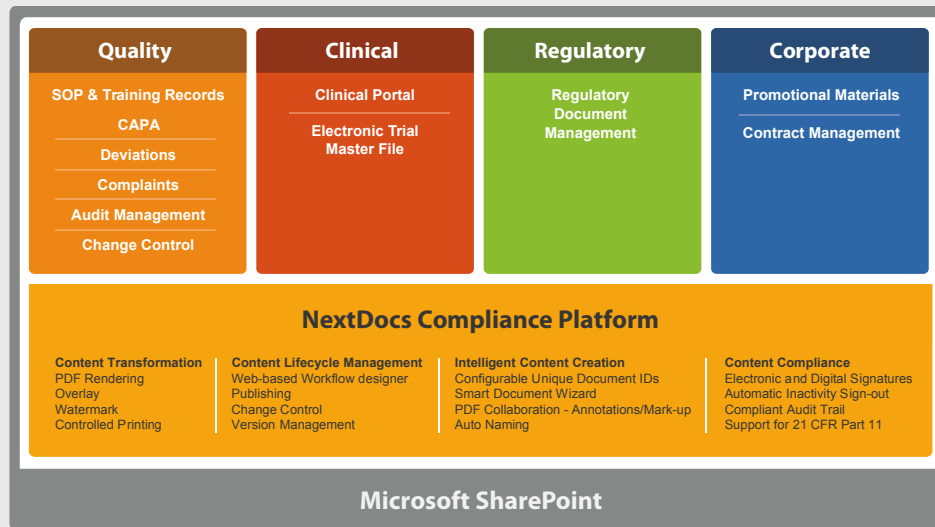 Quality
SOP & Training Records
CAPA
Deviations
Complaints
Audit Management
Change Control
Clinical
Clinical Portal
Electronic Trial
Master File
Regulatory
Regulatory
Document
Management
Corporate
Promotional Materials
Contract Management
NextDocs Compliance Platform
Content Transformation
PDF Rendering
Overlay
Watermark
Controlled Printing
Content Lifecycle Management
Web-based Workflow designer
Publishing
Change Control
Version Management
Intelligent Content Creation
Configurable Unique Document IDs
Smart Document Wizard
PDF Collaboration - Annotations/Mark-up
Auto Naming
Content Compliance
Electronic and Digital Signatures
Automatic Inactivity Sign-out
Compliant Audit Trail
Support for 21 CFR Part 11
Microsoft SharePoint